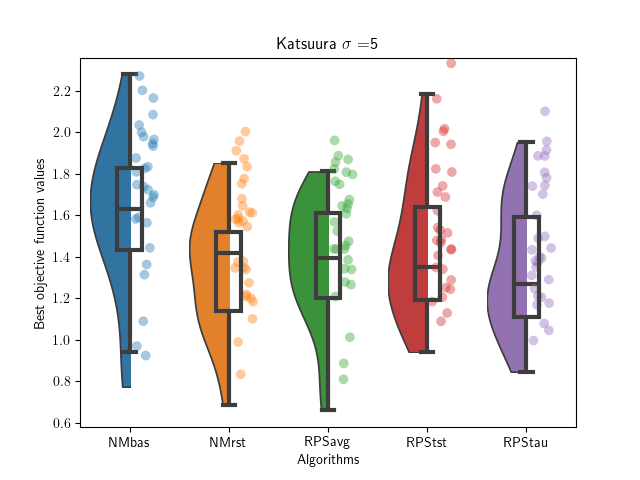 Katsuura σ =5
Best objective function values
2.2
2.0
1.8
1.6
1.4
1.2
1.0
0.8
0.6
NMbas NMrst RPSavg RPStst RPStau
Algorithms